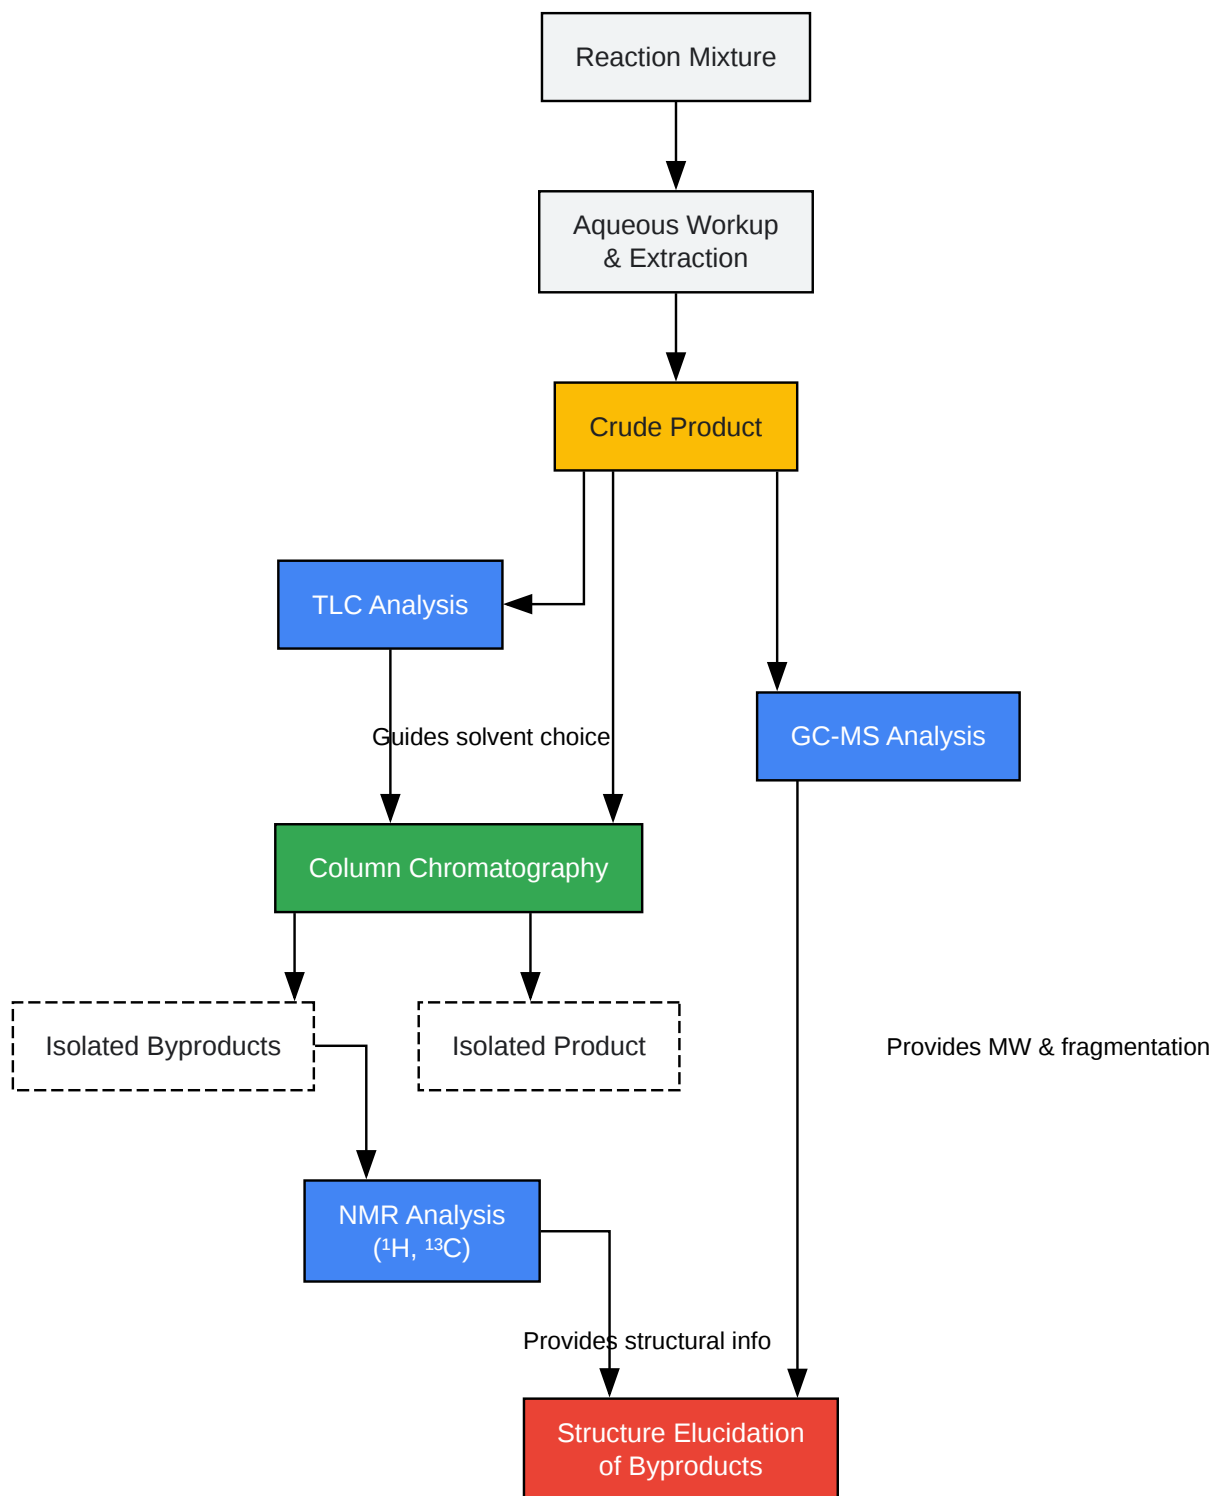 Reaction Mixture
Aqueous Workup
& Extraction
Crude Product
TLC Analysis
Guides solvent choice
GC-MS Analysis
Column Chromatography
Isolated Byproducts
Isolated Product
Provides MW & fragmentation
NMR Analysis
(¹H, ¹³C)
Provides structural info
Structure Elucidation
of Byproducts